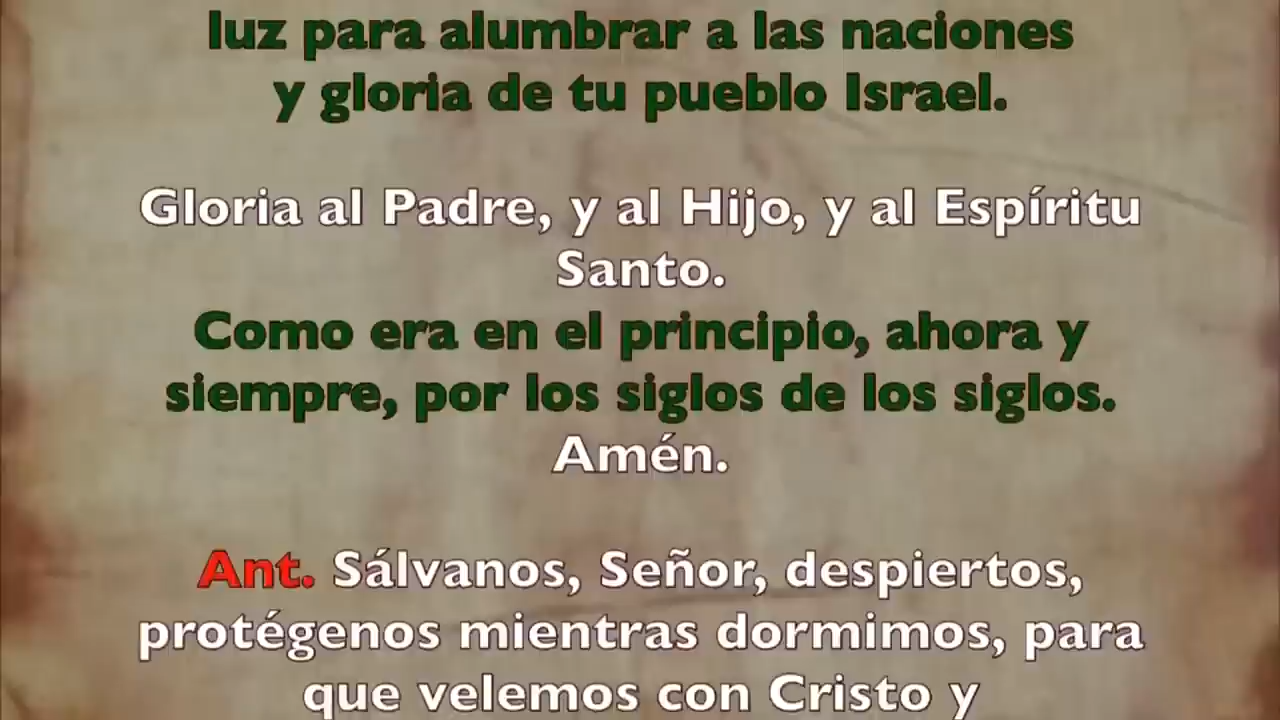 luz para alumbrar a las naciones
y gloria de tu pueblo Israel.
Gloria al Padre, y al Hijo, y al Espíritu
Santo.
Como era en el principio, ahora y
siempre, por los siglos de los siglos.
Amén.
Ant. Sálvanos, Señor, despiertos,
protégenos mientras dormimos, para
que velemos con Cristo y